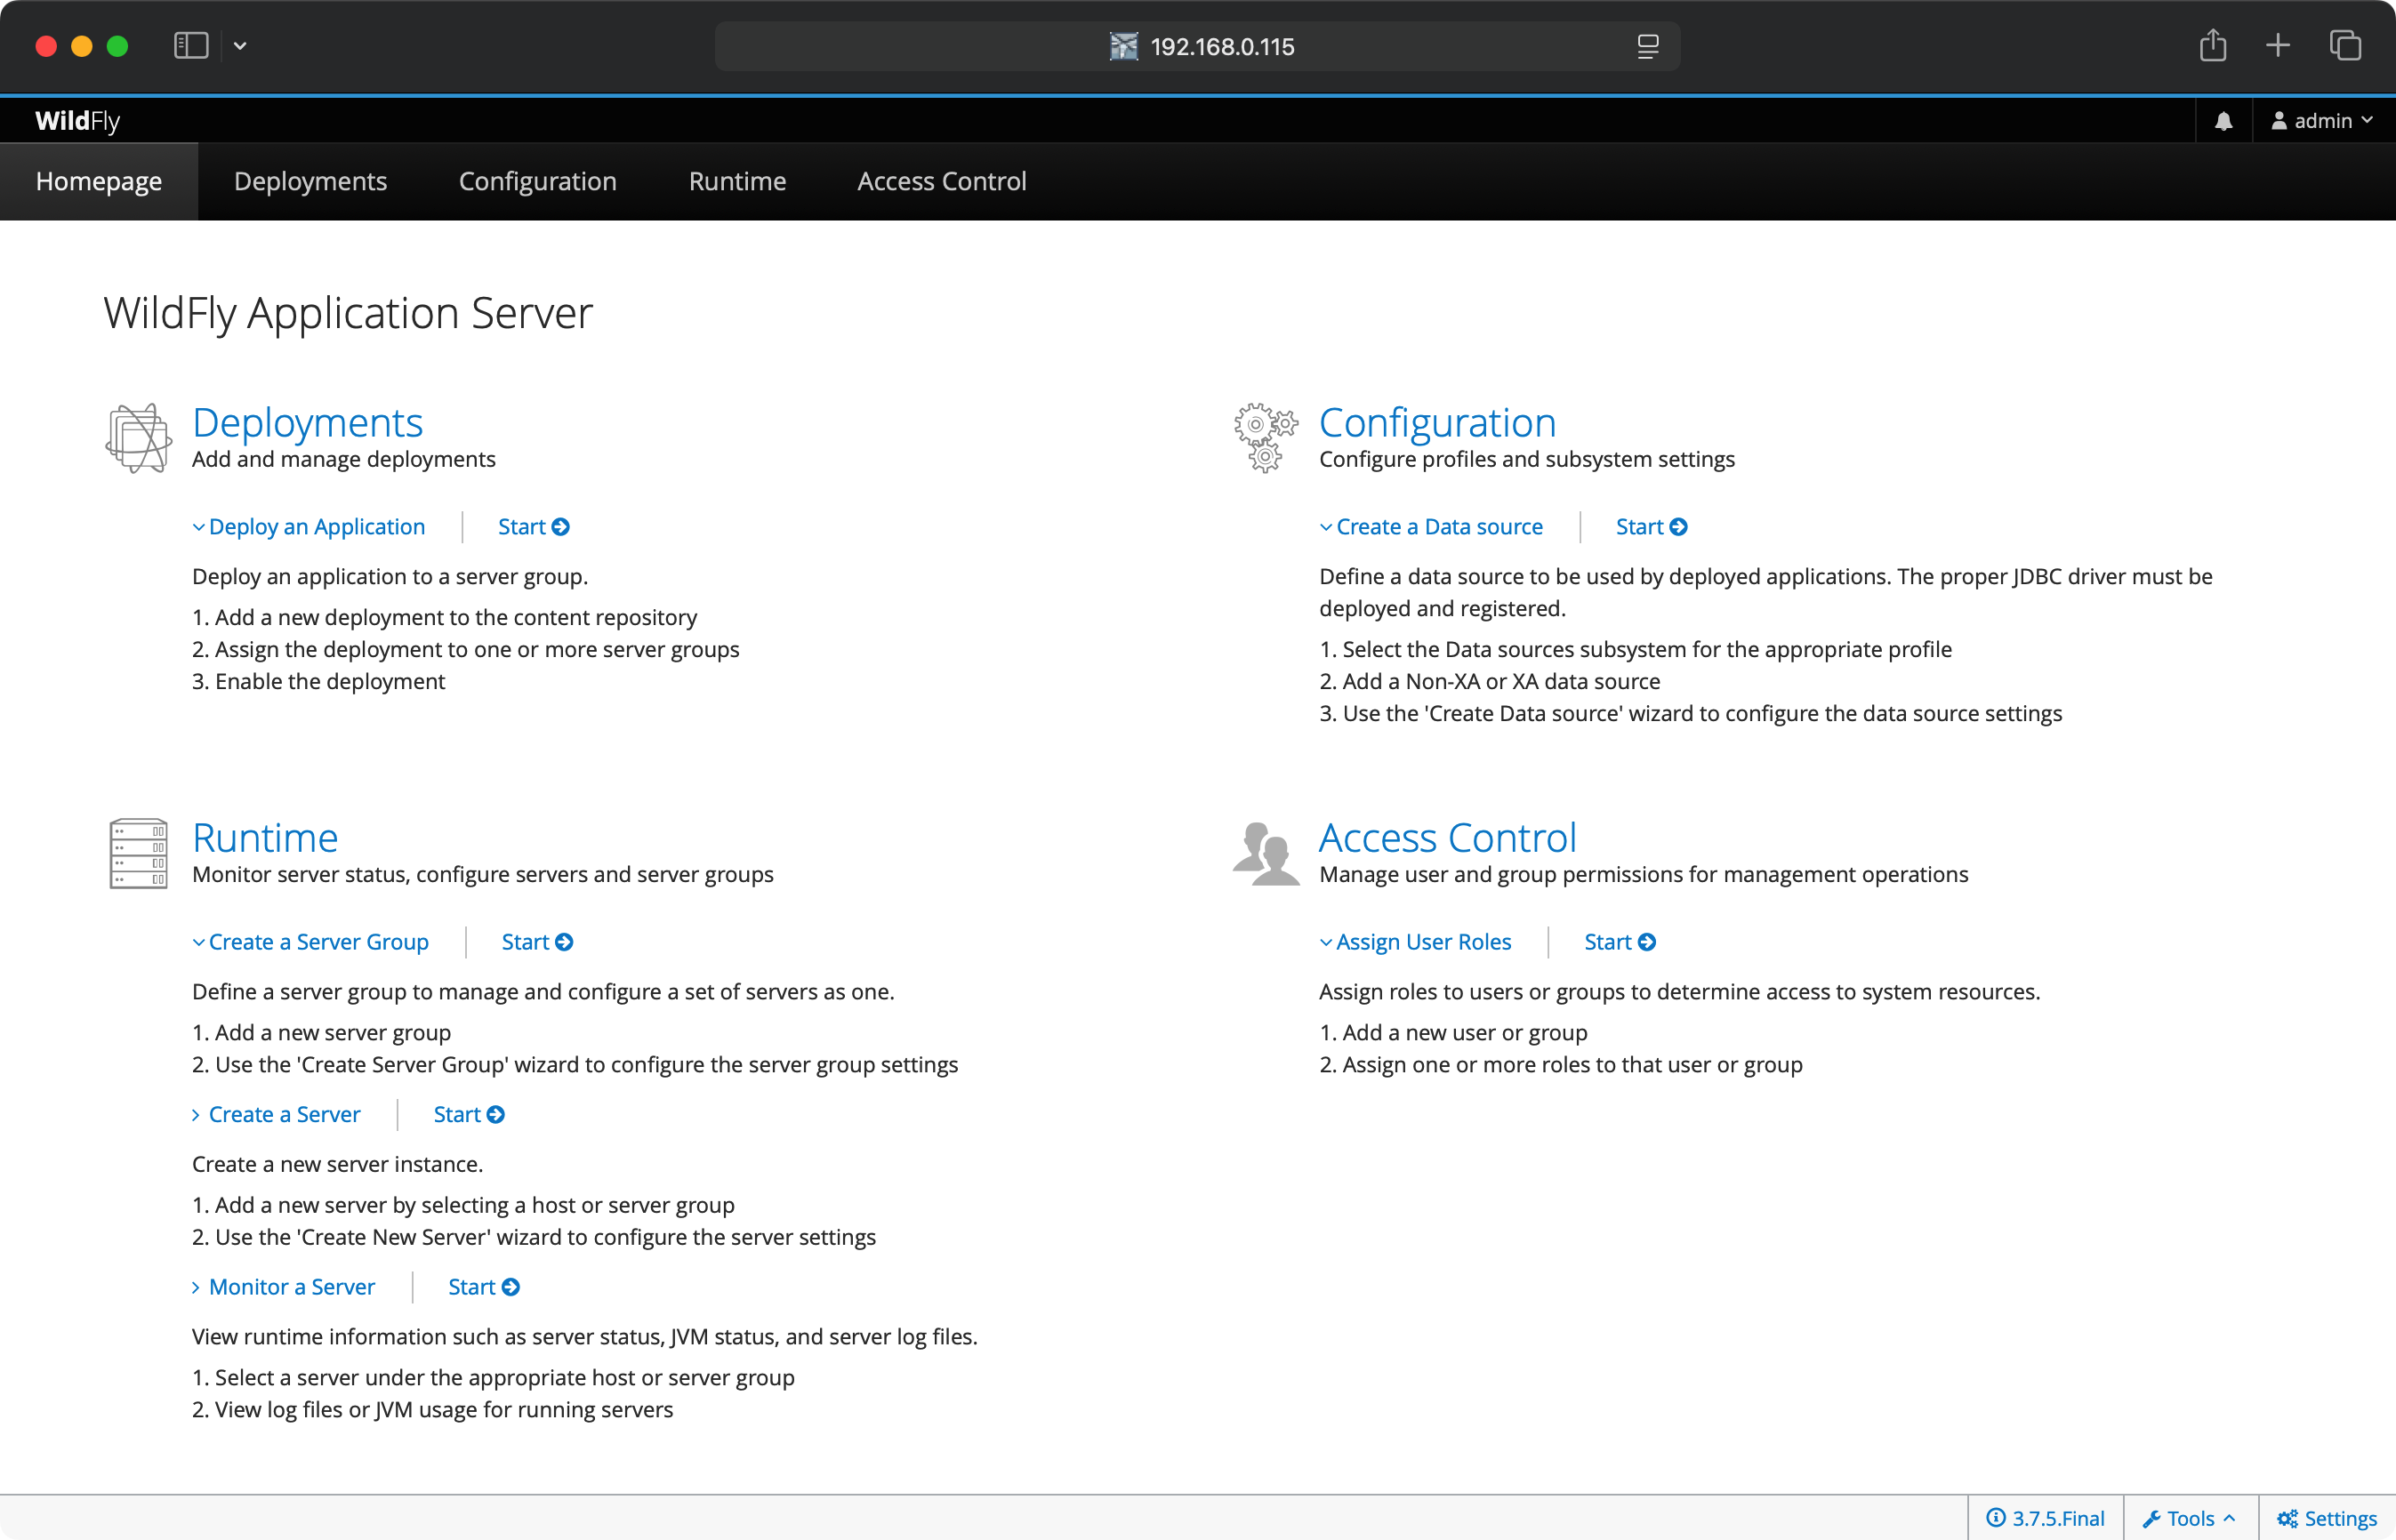 192.168.0.115
WildFly
admin
Homepage Deployments Configuration Runtime Access Control
WildFly Application Server
Deployments
Add and manage deployments
Deploy an Application Start
Deploy an application to a server group.
1. Add a new deployment to the content repository
2. Assign the deployment to one or more server groups
3. Enable the deployment
Configuration
Configure profiles and subsystem settings
Create a Data source Start
Define a data source to be used by deployed applications. The proper JDBC driver must be
deployed and registered.
1. Select the Data sources subsystem for the appropriate profile
2. Add a Non-XA or XA data source
3. Use the 'Create Data source' wizard to configure the data source settings
Runtime
Monitor server status, configure servers and server groups
Create a Server Group Start
Define a server group to manage and configure a set of servers as one.
1. Add a new server group
2. Use the 'Create Server Group' wizard to configure the server group settings
Create a Server Start
Create a new server instance.
1. Add a new server by selecting a host or server group
2. Use the 'Create New Server' wizard to configure the server settings
Monitor a Server Start
View runtime information such as server status, JVM status, and server log files.
1. Select a server under the appropriate host or server group
2. View log files or JVM usage for running servers
Access Control
Manage user and group permissions for management operations
Assign User Roles Start
Assign roles to users or groups to determine access to system resources.
1. Add a new user or group
2. Assign one or more roles to that user or group
3.7.5.Final Tools Settings